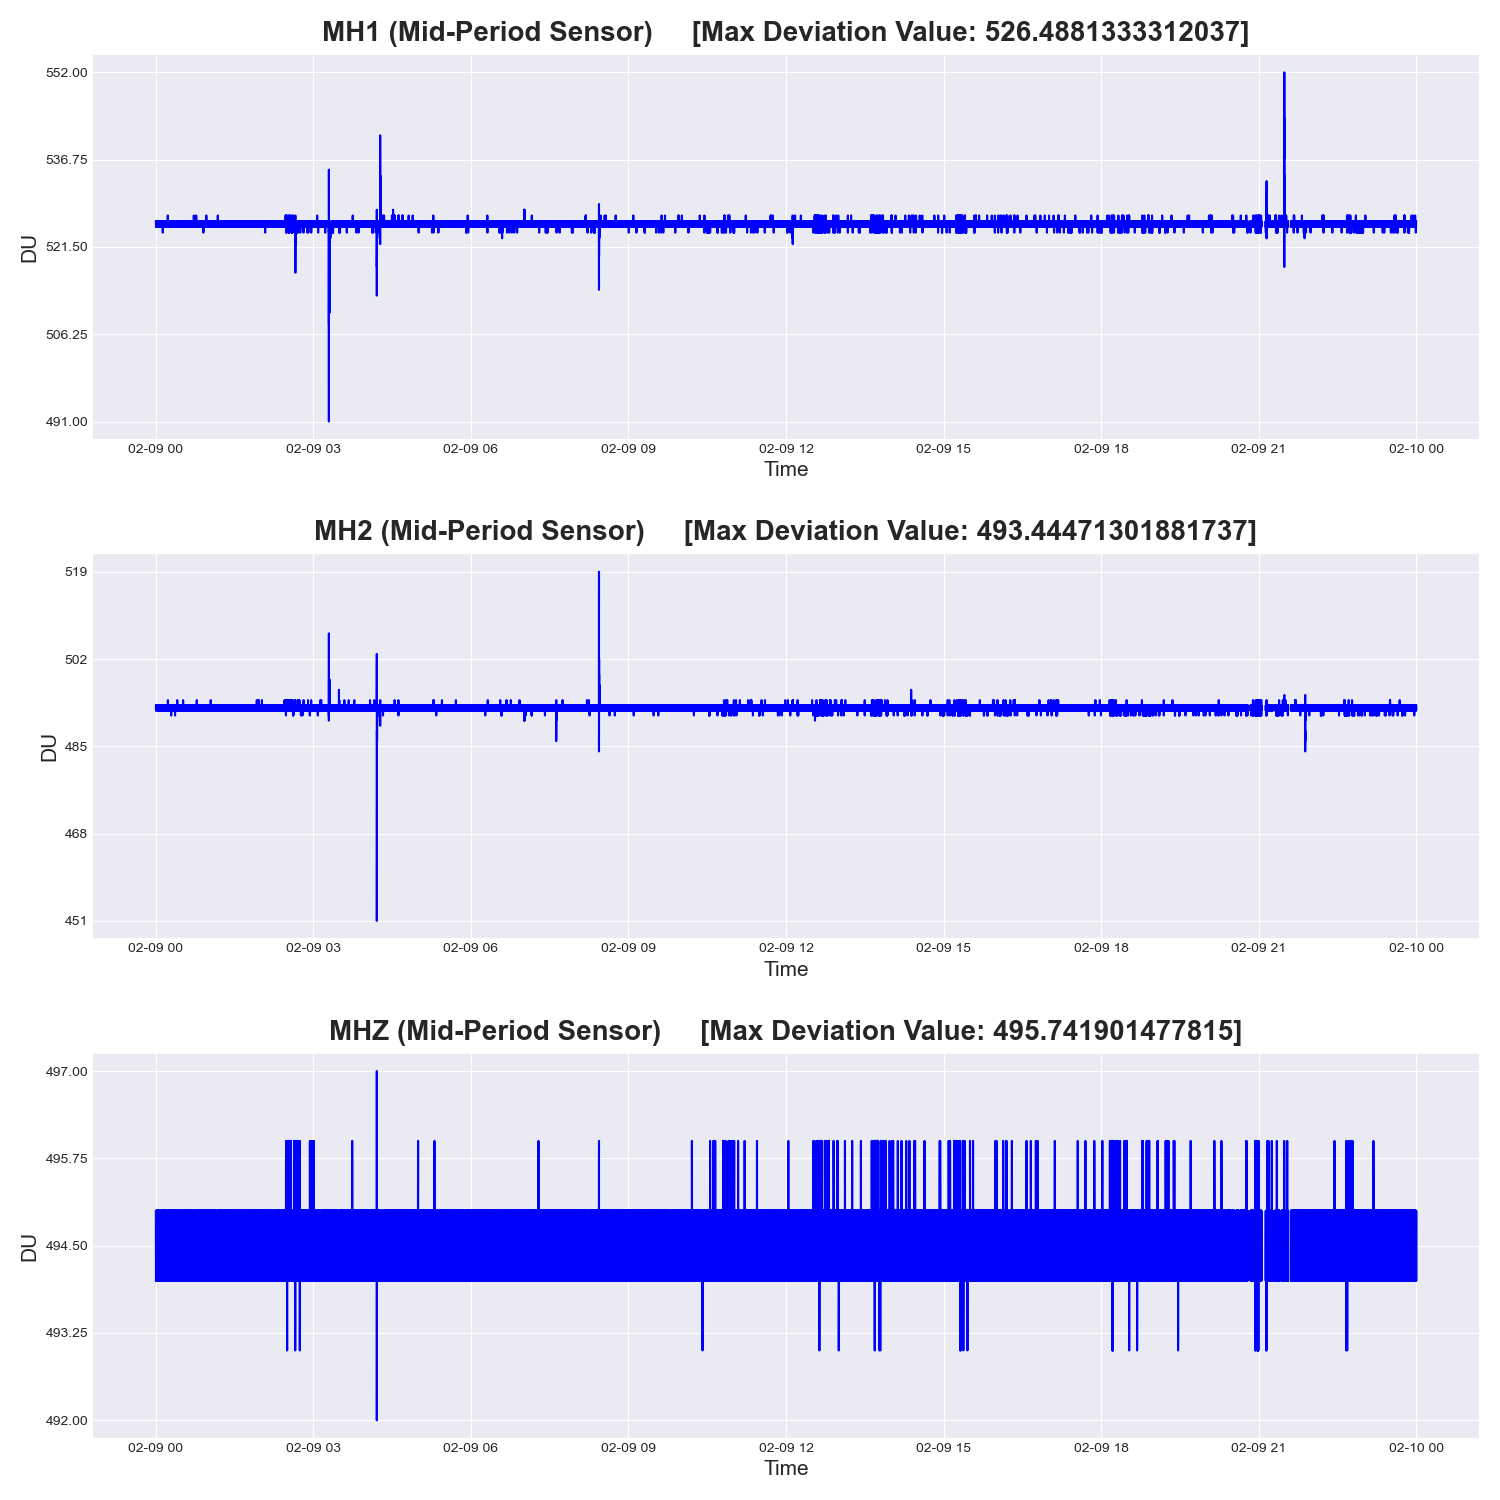 MH1 (Mid-Period Sensor) [Max Deviation Value: 526.4881333312037]
552.00
536.75
521.50
506.25
491.00
DU
02-09 00 02-09 03 02-09 06 02-09 09 02-09 12 02-09 15 02-09 18 02-09 21 02-10 00
Time
MH2 (Mid-Period Sensor) [Max Deviation Value: 493.44471301881737]
519
502
485
468
451
DU
02-09 00 02-09 03 02-09 06 02-09 09 02-09 12 02-09 15 02-09 18 02-09 21 02-10 00
Time
MHZ (Mid-Period Sensor) [Max Deviation Value: 495.741901477815]
497.00
495.75
494.50
493.25
492.00
DU
02-09 00 02-09 03 02-09 06 02-09 09 02-09 12 02-09 15 02-09 18 02-09 21 02-10 00
Time